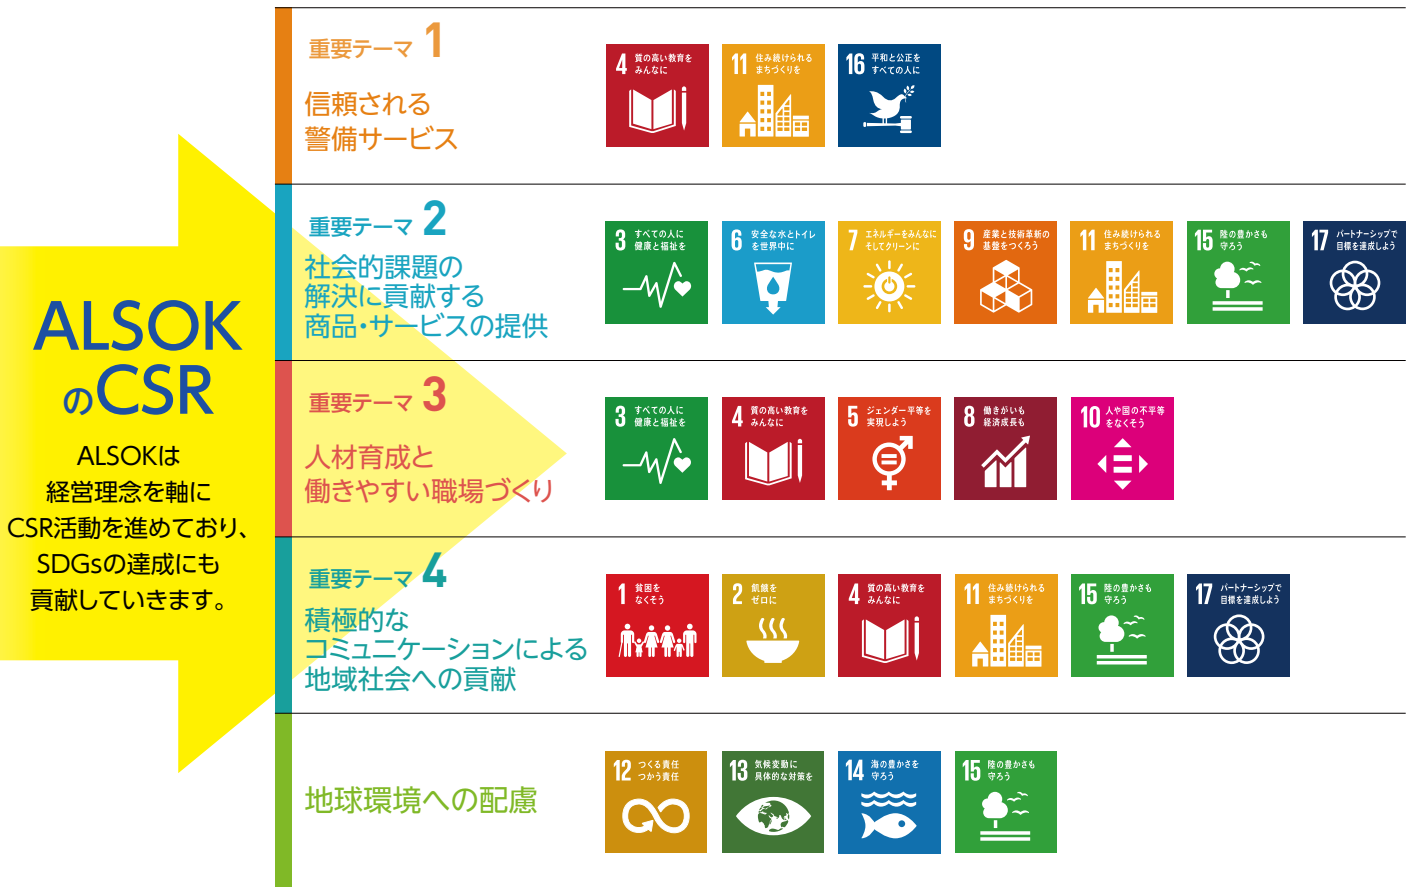 ALSOK
のCSR
ALSOKは
経営理念を軸に
CSR活動を進めており、
SDGsの達成にも
貢献していきます。
重要テーマ 1
信頼される
警備サービス
4 質の高い教育を
みんなに
11 住み続けられる
まちづくりを
16 平和と公正を
すべての人に
重要テーマ 2
社会的課題の
解決に貢献する
商品・サービスの提供
3 すべての人に
健康と福祉を
6 安全な水とトイレ
を世界中に
7 エネルギーをみんなに
そしてクリーンに
9 産業と技術革新の
基盤をつくろう
11 住み続けられる
まちづくりを
15 陸の豊かさも
守ろう
17 パートナーシップで
目標を達成しよう
重要テーマ 3
人材育成と
働きやすい職場づくり
3 すべての人に
健康と福祉を
4 質の高い教育を
みんなに
5 ジェンダー平等を
実現しよう
8 働きがいも
経済成長も
10 人や国の不平等
をなくそう
重要テーマ 4
積極的な
コミュニケーションによる
地域社会への貢献
1 貧困を
なくそう
2 飢餓を
ゼロに
4 質の高い教育を
みんなに
11 住み続けられる
まちづくりを
15 陸の豊かさも
守ろう
17 パートナーシップで
目標を達成しよう
地球環境への配慮
12 つくる責任
つかう責任
13 気候変動に
具体的な対策を
14 海の豊かさを
守ろう
15 陸の豊かさも
守ろう